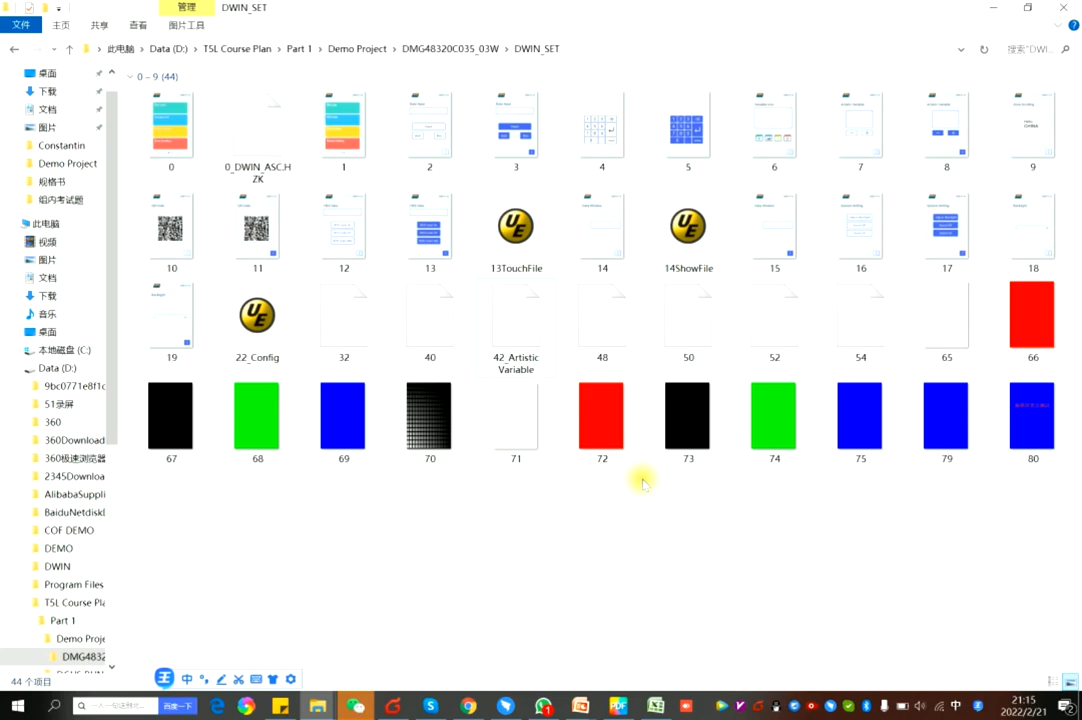 管理
DWIN_SET
文件
主页
共享
查看
图片工具
此电脑 > Data (D:) > T5L Course Plan > Part 1 > Demo Project > DMG48320C035_03W > DWIN_SET
搜索"DWI...
桌面
下载
文档
图片
Constantin
Demo Project
规格书
组内考试题
此电脑
视频
图片
文档
下载
音乐
桌面
本地磁盘 (C:)
Data (D:)
9bc0771e8f1c
51录屏
360
360Download
360极速浏览器
2345Downloa
AlibabaSuppli
BaiduNetdiskD
COF DEMO
DEMO
DWIN
Program Files
T5L Course Pla
Part 1
Demo Proje
DMG4832
0 – 9 (44)
0
0_DWIN_ASC.HZK
1
2
3
4
5
6
7
8
9
10
11
12
13
13TouchFile
14
14ShowFile
15
16
17
18
19
22_Config
32
40
42_Artistic
Variable
48
50
52
54
65
66
67
68
69
70
71
72
73
74
75
79
80
44 个项目
王
中
百度一下
中
21:15
2022/2/21